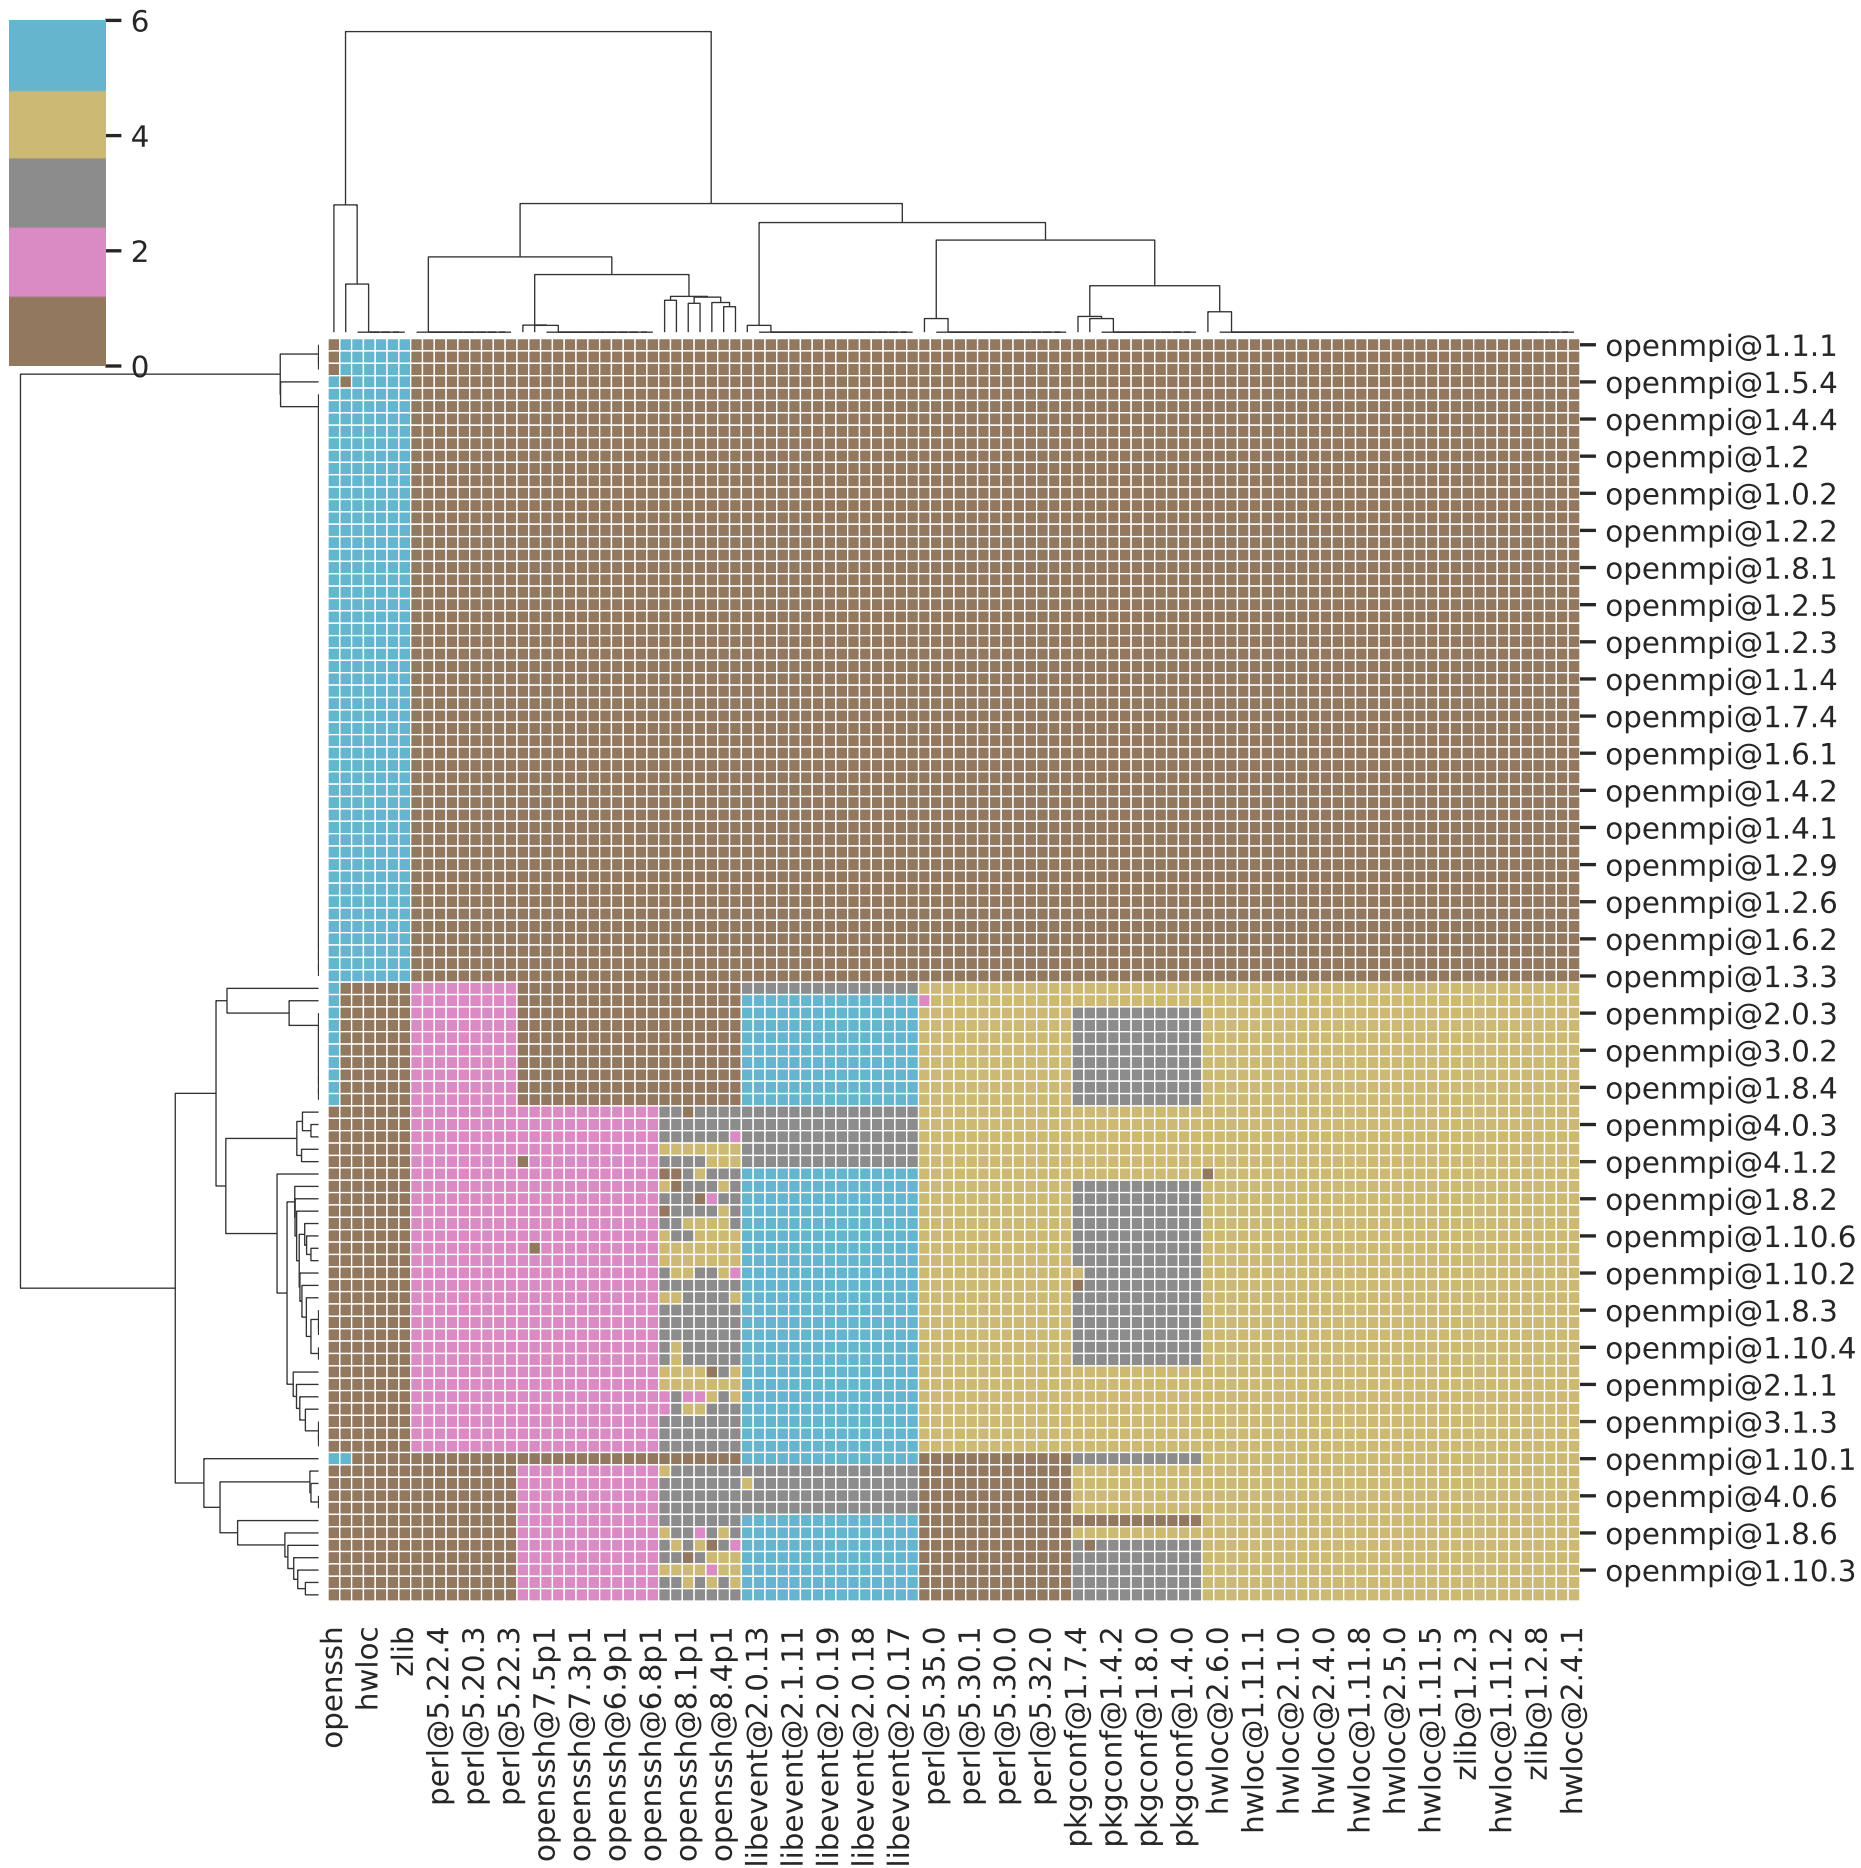 6
4
2
0
openmpi@1.1.1
openmpi@1.5.4
openmpi@1.4.4
openmpi@1.2
openmpi@1.0.2
openmpi@1.2.2
openmpi@1.8.1
openmpi@1.2.5
openmpi@1.2.3
openmpi@1.1.4
openmpi@1.7.4
openmpi@1.6.1
openmpi@1.4.2
openmpi@1.4.1
openmpi@1.2.9
openmpi@1.2.6
openmpi@1.6.2
openmpi@1.3.3
openmpi@2.0.3
openmpi@3.0.2
openmpi@1.8.4
openmpi@4.0.3
openmpi@4.1.2
openmpi@1.8.2
openmpi@1.10.6
openmpi@1.10.2
openmpi@1.8.3
openmpi@1.10.4
openmpi@2.1.1
openmpi@3.1.3
openmpi@1.10.1
openmpi@4.0.6
openmpi@1.8.6
openmpi@1.10.3
openssh
hwloc
zlib
perl@5.22.4
perl@5.20.3
perl@5.22.3
openssh@7.5p1
openssh@7.3p1
openssh@6.9p1
openssh@6.8p1
openssh@8.1p1
openssh@8.4p1
libevent@2.0.13
libevent@2.1.11
libevent@2.0.19
libevent@2.0.18
libevent@2.0.17
perl@5.35.0
perl@5.30.1
perl@5.30.0
perl@5.32.0
pkgconf@1.7.4
pkgconf@1.4.2
pkgconf@1.8.0
pkgconf@1.4.0
hwloc@2.6.0
hwloc@1.11.1
hwloc@2.1.0
hwloc@2.4.0
hwloc@1.11.8
hwloc@2.5.0
hwloc@1.11.5
zlib@1.2.3
hwloc@1.11.2
zlib@1.2.8
hwloc@2.4.1